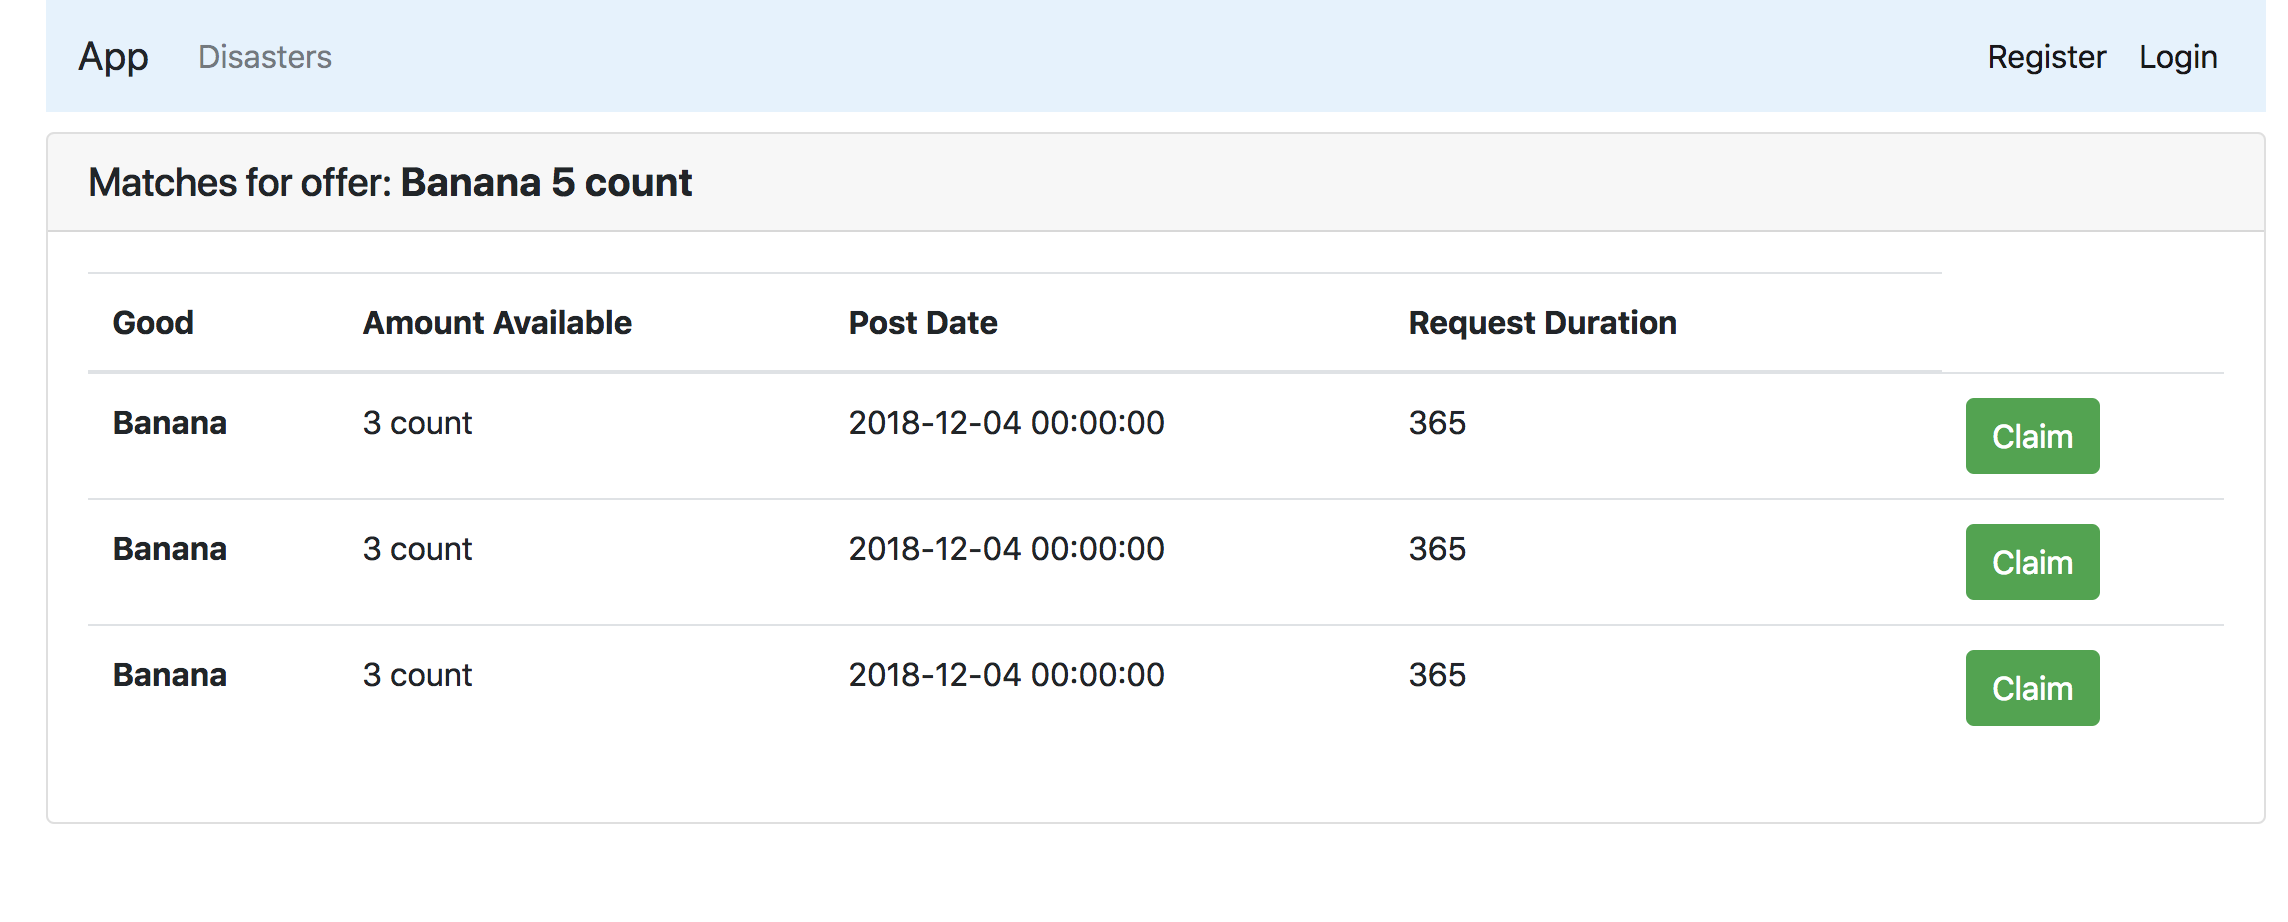 App Disasters Register Login
Matches for offer: Banana 5 count
Good Amount Available Post Date Request Duration
Banana 3 count 2018-12-04 00:00:00 365 Claim
Banana 3 count 2018-12-04 00:00:00 365 Claim
Banana 3 count 2018-12-04 00:00:00 365 Claim